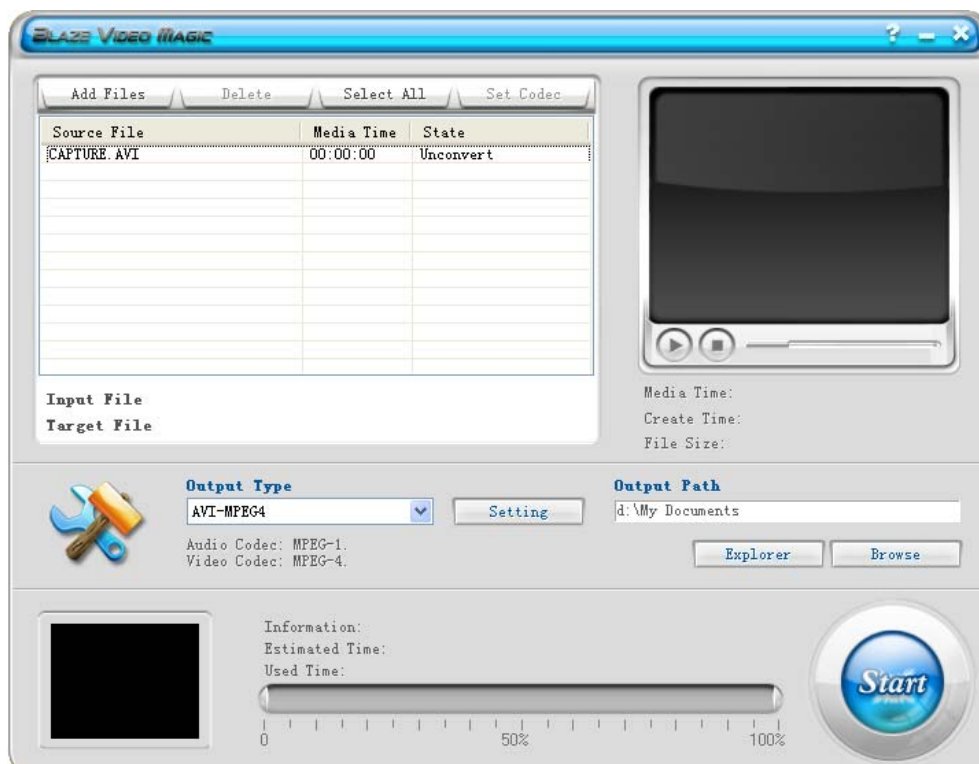 BLAZE VIDEO MAGIC
?
Add Files Delete Select All Set Codec
Source File Media Time State
CAPTURE.AVI 00:00:00 Unconvert
Input File
Target File
Media Time:
Create Time:
File Size:
Output Type
AVI-MPEG4
Setting
Audio Codec: MPEG-1.
Video Codec: MPEG-4.
Output Path
d:\My Documents
Explorer Browse
Information:
Estimated Time:
Used Time:
0 50% 100%
Start